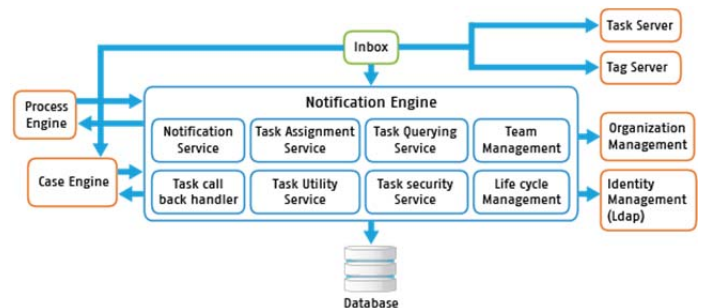 Inbox
Task Server
Tag Server
Process
Engine
Case Engine
Notification Engine
Notification
Service
Task Assignment
Service
Task Querying
Service
Team
Management
Task call
back handler
Task Utility
Service
Task security
Service
Life cycle
Management
Organization
Management
Identity
Management
(Ldap)
Database